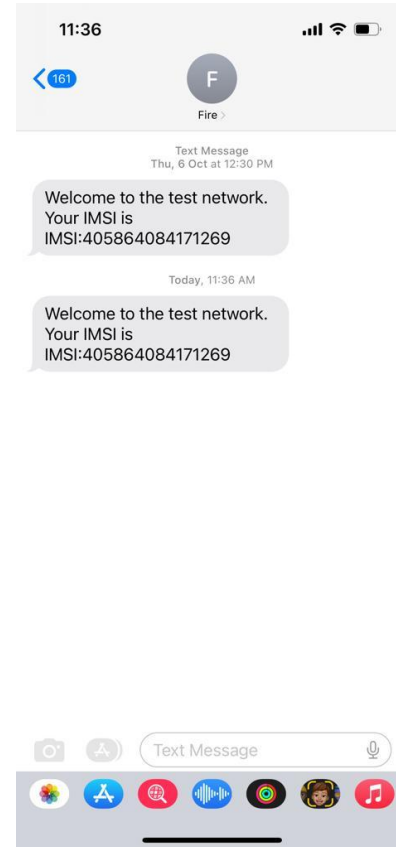 11:36
161
F
Fire
Text Message
Thu, 6 Oct at 12:30 PM
Welcome to the test network.
Your IMSI is
IMSI:405864084171269
Today, 11:36 AM
Welcome to the test network.
Your IMSI is
IMSI:405864084171269
Text Message